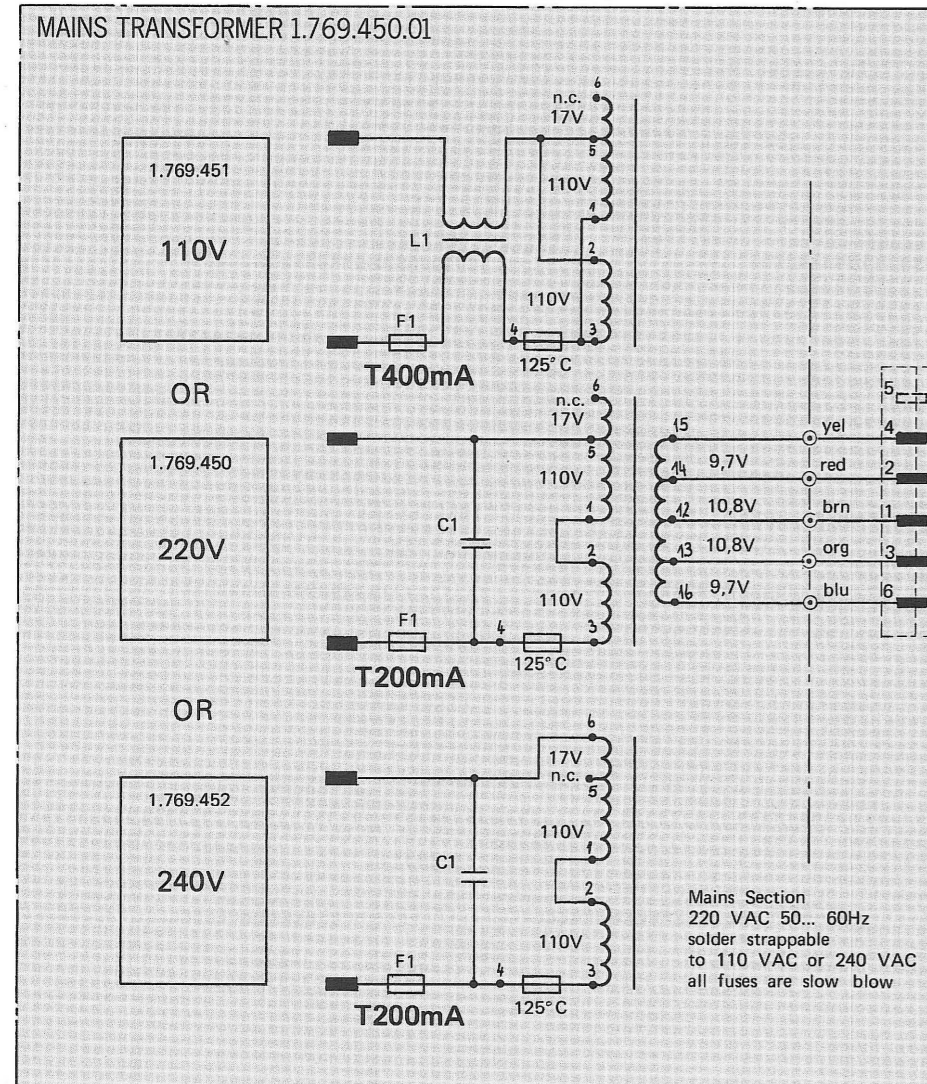 MAINS TRANSFORMER 1.769.450.01
1.769.451
110V
L1
F1
T400mA
6
n.c.
17V
5
110V
1
2
110V
4
3
125°C
OR
1.769.450
220V
C1
F1
T200mA
6
n.c.
17V
5
110V
1
2
110V
4
3
125°C
15
9,7V
14
10,8V
12
10,8V
13
9,7V
16
yel
red
brn
org
blu
5
4
2
1
3
6
OR
1.769.452
240V
C1
F1
T200mA
6
17V
n.c.
5
110V
1
2
110V
4
3
125°C
Mains Section
220 VAC 50... 60Hz
solder strappable
to 110 VAC or 240 VAC
all fuses are slow blow